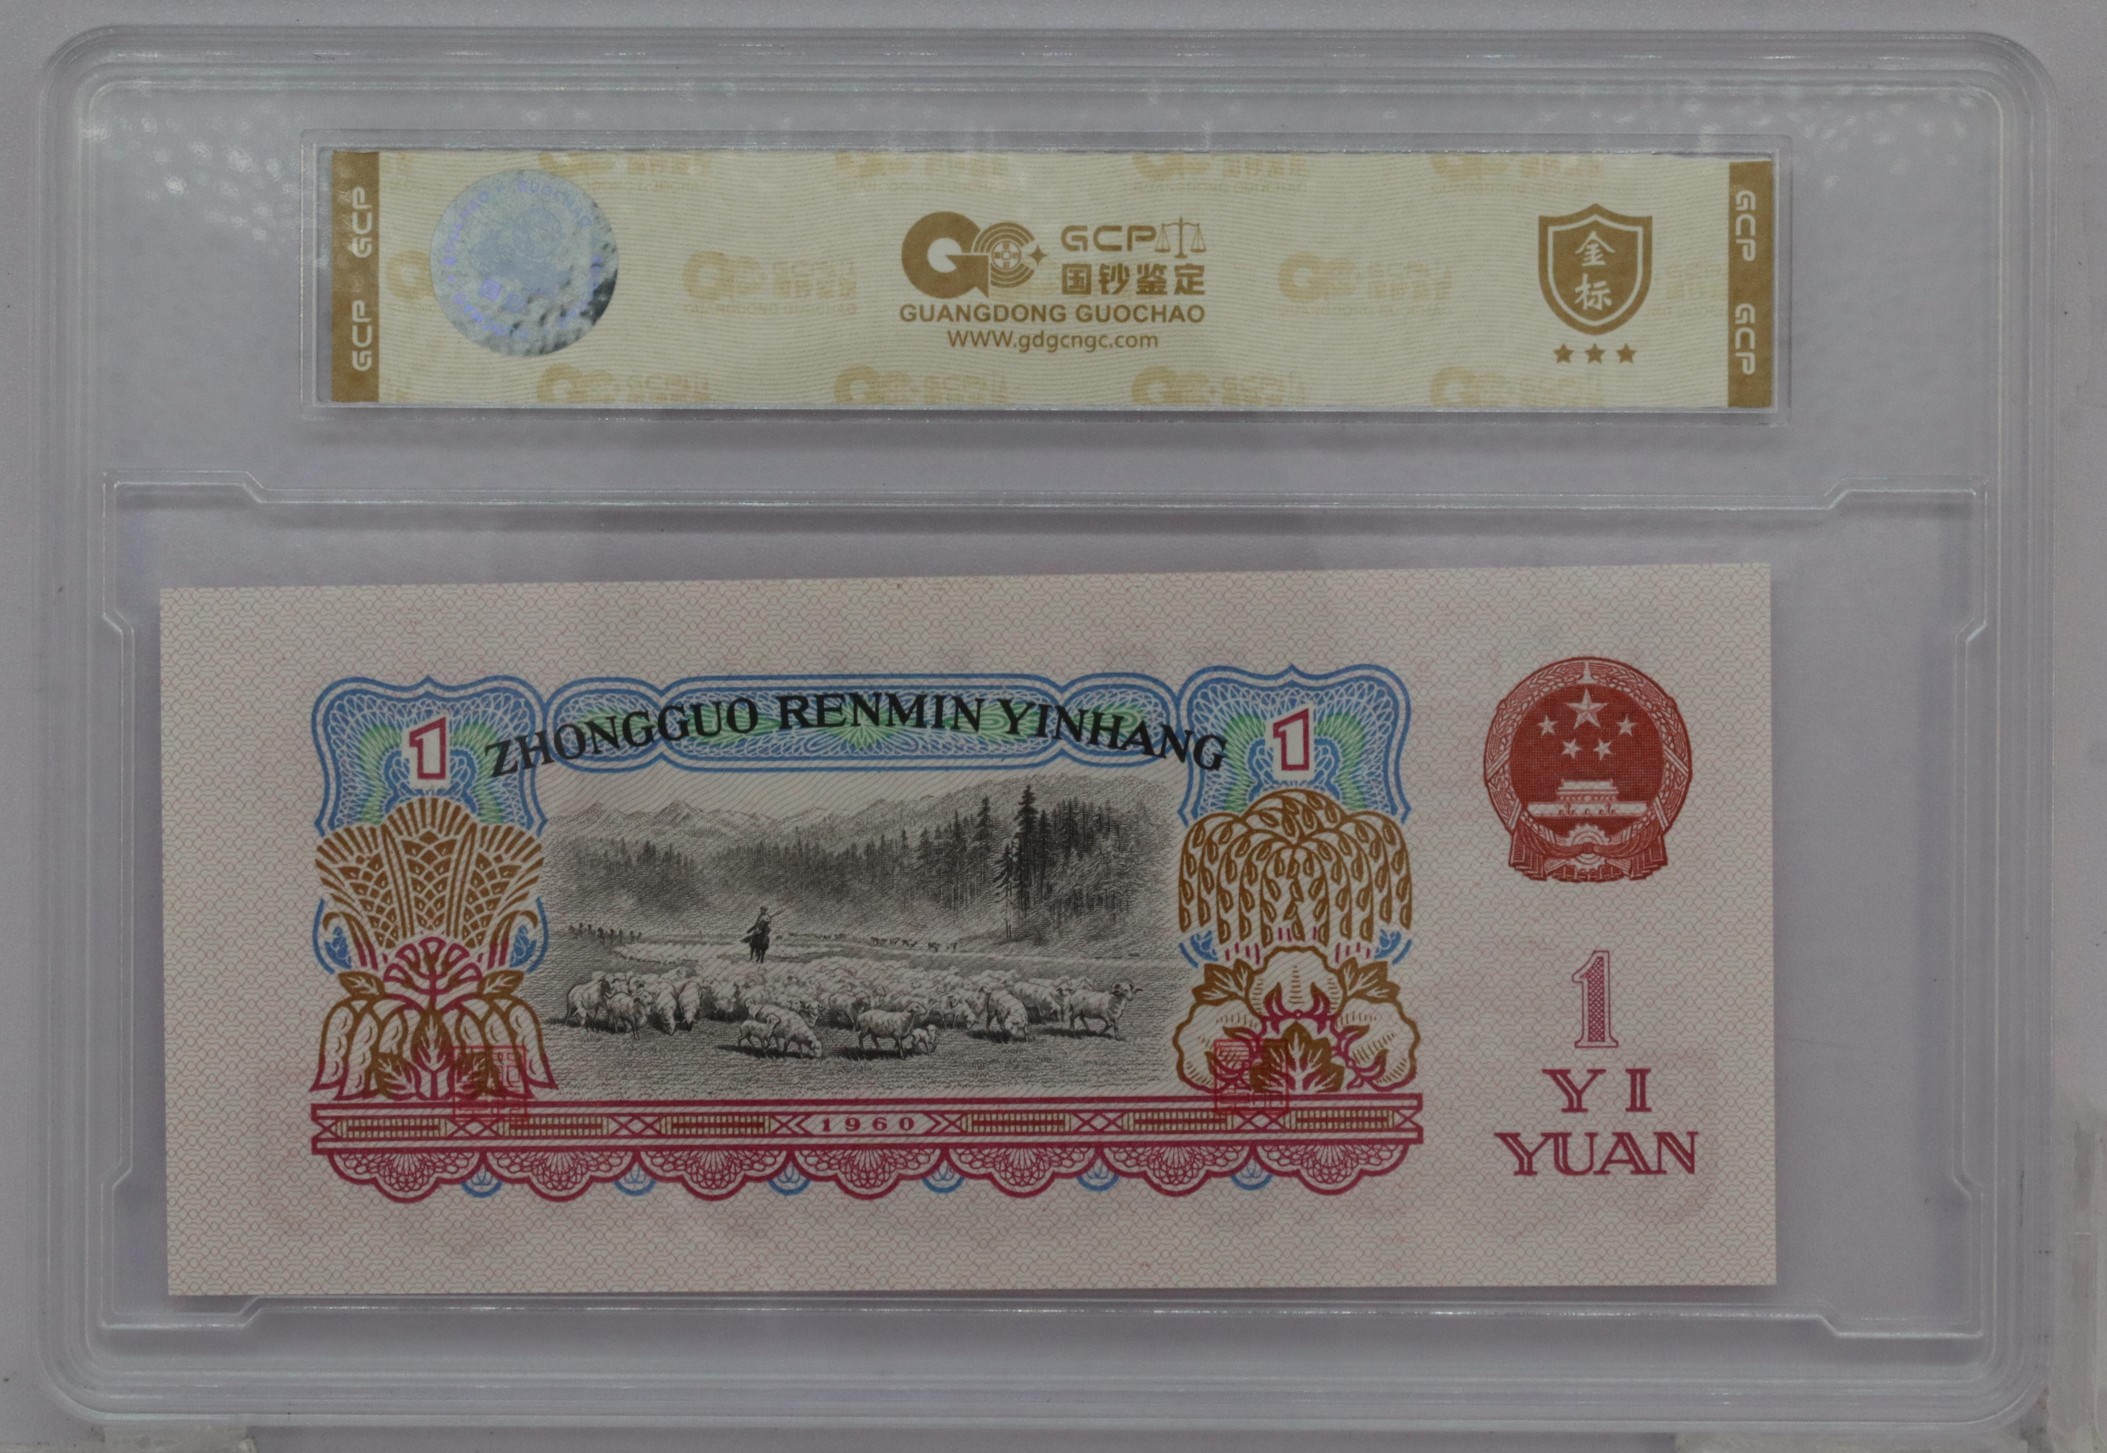 GCP
GCP
GCP
国钞鉴定
GUANGDONG GUOCHAO
WWW.gdgcngc.com
金
标
GCP
GCP
1
ZHONGGUO RENMIN YINHANG
1
1960
1
YI
YUAN